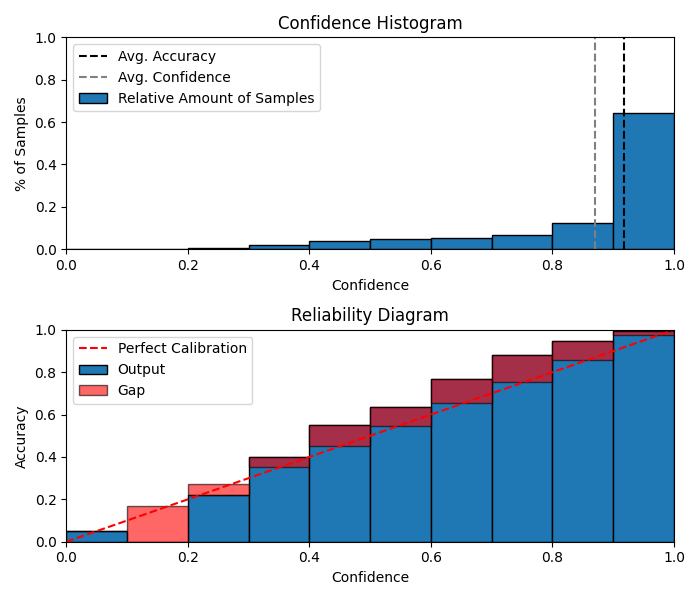 Confidence Histogram
1.0
0.8
0.6
0.4
0.2
0.0
% of Samples
Avg. Accuracy
Avg. Confidence
Relative Amount of Samples
0.0 0.2 0.4 0.6 0.8 1.0
Confidence
Reliability Diagram
1.0
0.8
0.6
0.4
0.2
0.0
Accuracy
Perfect Calibration
Output
Gap
0.0 0.2 0.4 0.6 0.8 1.0
Confidence